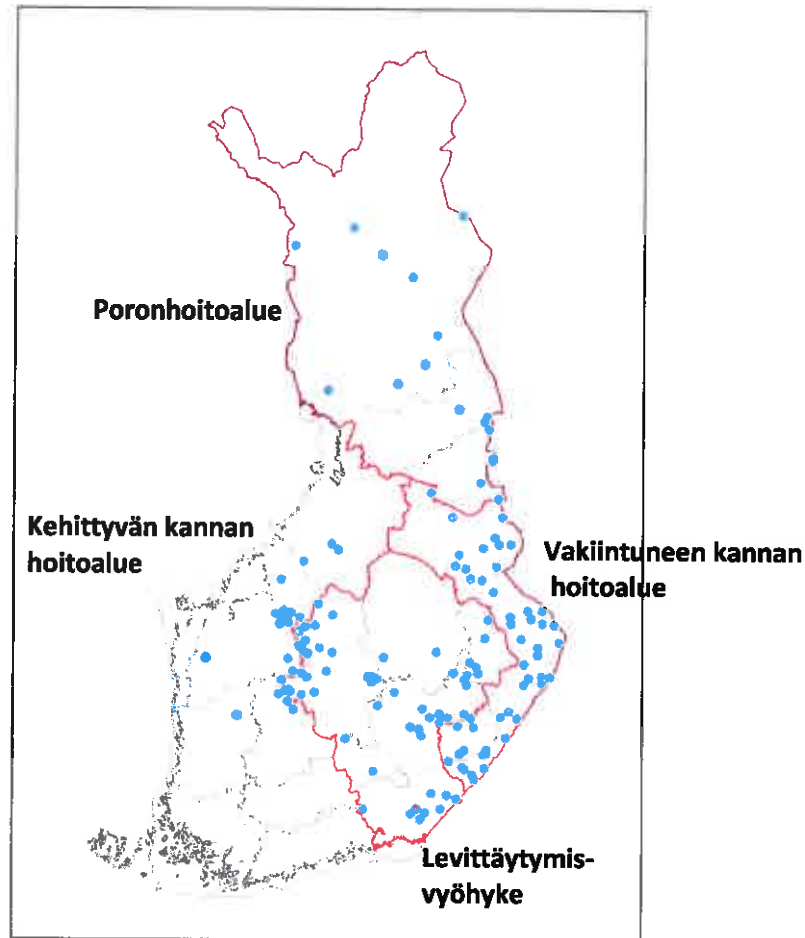 Poronhoitoalue
Kehittyvän kannan
hoitoalue
Vakiintuneen kannan
hoitoalue
Levittäytymis-
vyöhyke